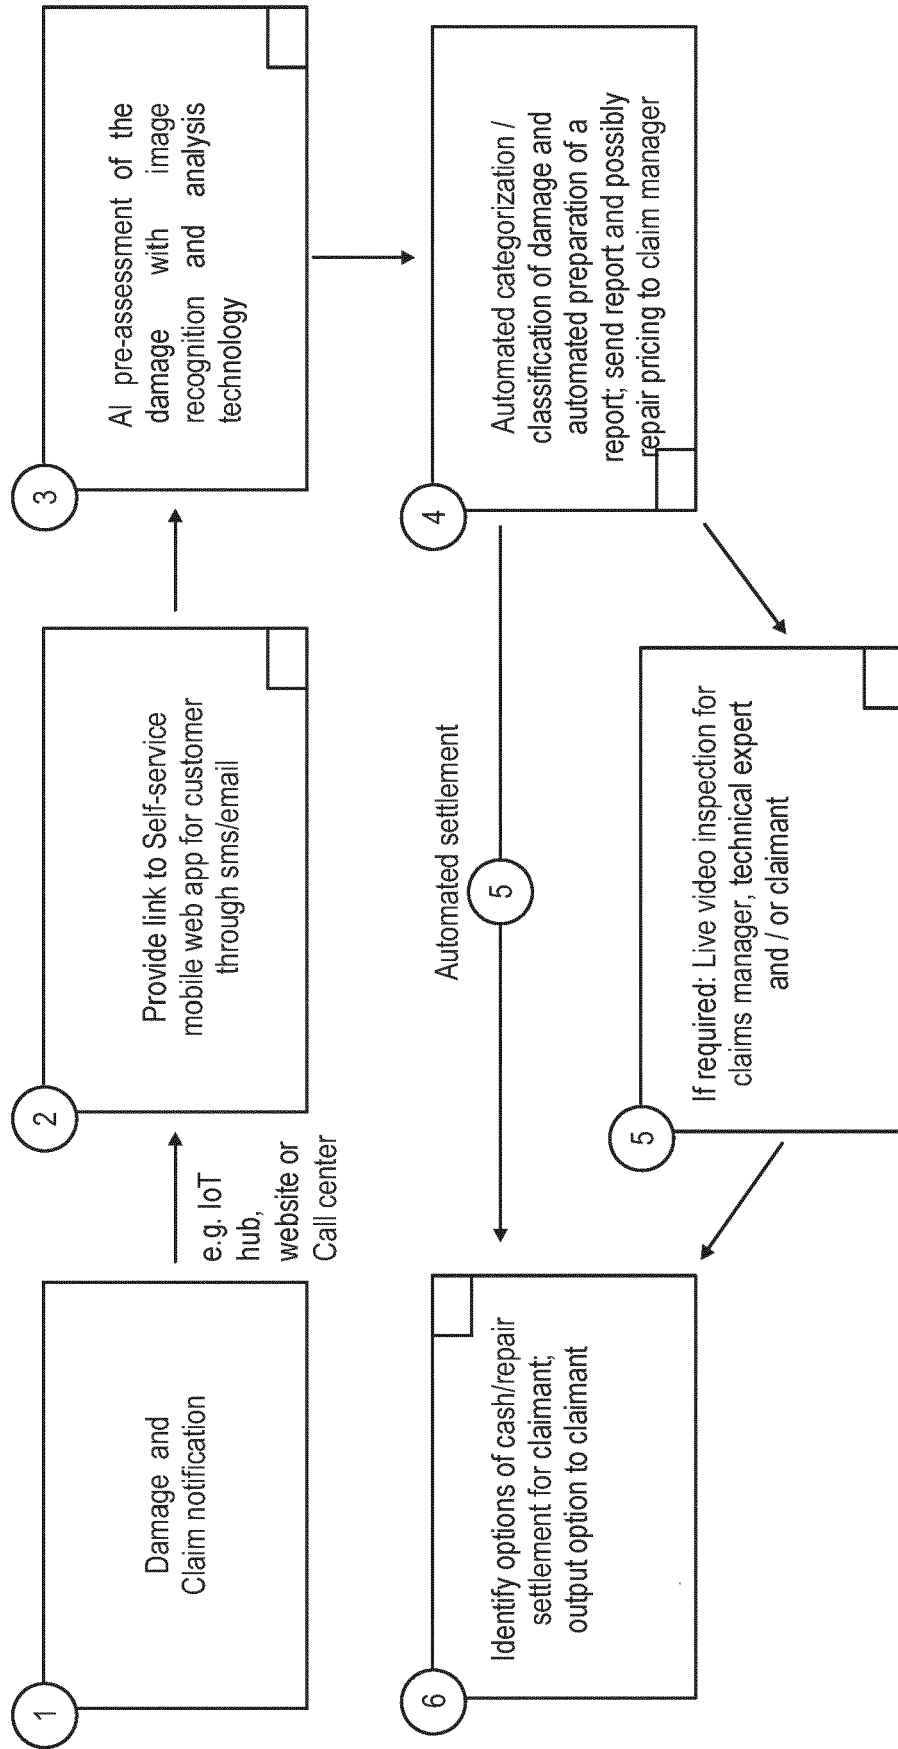 1
Damage and
Claim notification
e.g. IoT
hub,
website or
Call center
2
Provide link to Self-service
mobile web app for customer
through sms/email
3
AI pre-assessment of the
damage with image
recognition and analysis
technology
4
Automated categorization /
classification of damage and
automated preparation of a
report; send report and possibly
repair pricing to claim manager
Automated settlement
5
5
If required: Live video inspection for
claims manager, technical expert
and / or claimant
6
Identify options of cash/repair
settlement for claimant;
output option to claimant